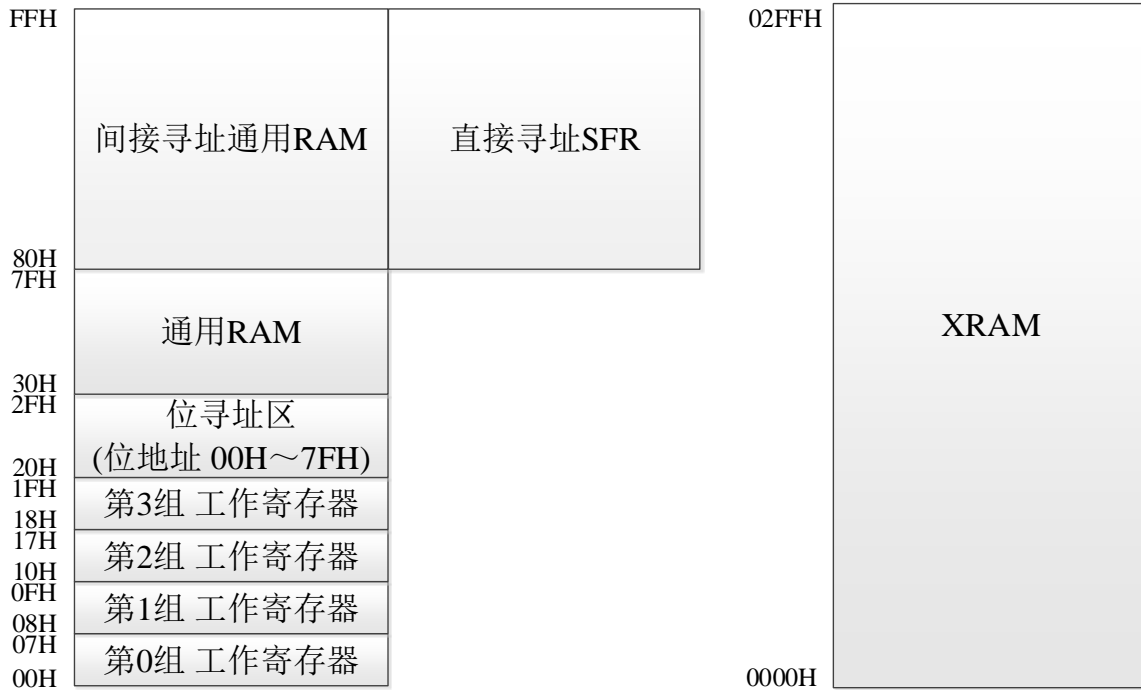 FFH
02FFH
间接寻址通用RAM
直接寻址SFR
80H
7FH
通用RAM
XRAM
30H
2FH
位寻址区
(位地址 00H～7FH)
20H
1FH
第3组 工作寄存器
18H
17H
第2组 工作寄存器
10H
0FH
第1组 工作寄存器
08H
07H
第0组 工作寄存器
00H
0000H